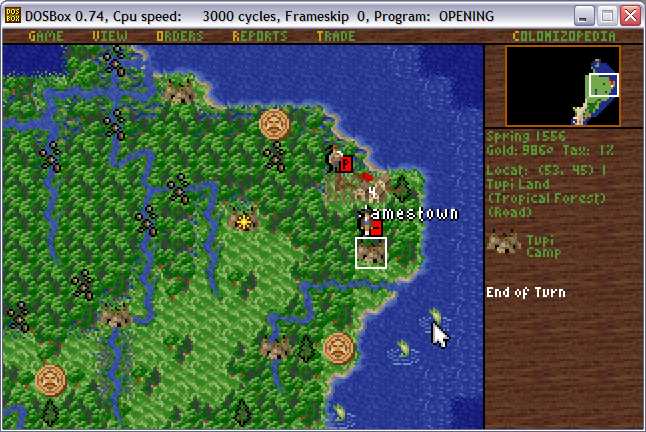 DOSBox 0.74, Cpu speed: 3000 cycles, Frameskip 0, Program: OPENING
GAME VIEW ORDERS REPORTS TRADE COLONIZOPEDIA
Spring 1556
Gold: 986 Tax: 1%
Locat: (53, 45) 1
Tupi Land
(Tropical Forest)
(Road)
Jamestown
Tupi
Camp
End of Turn